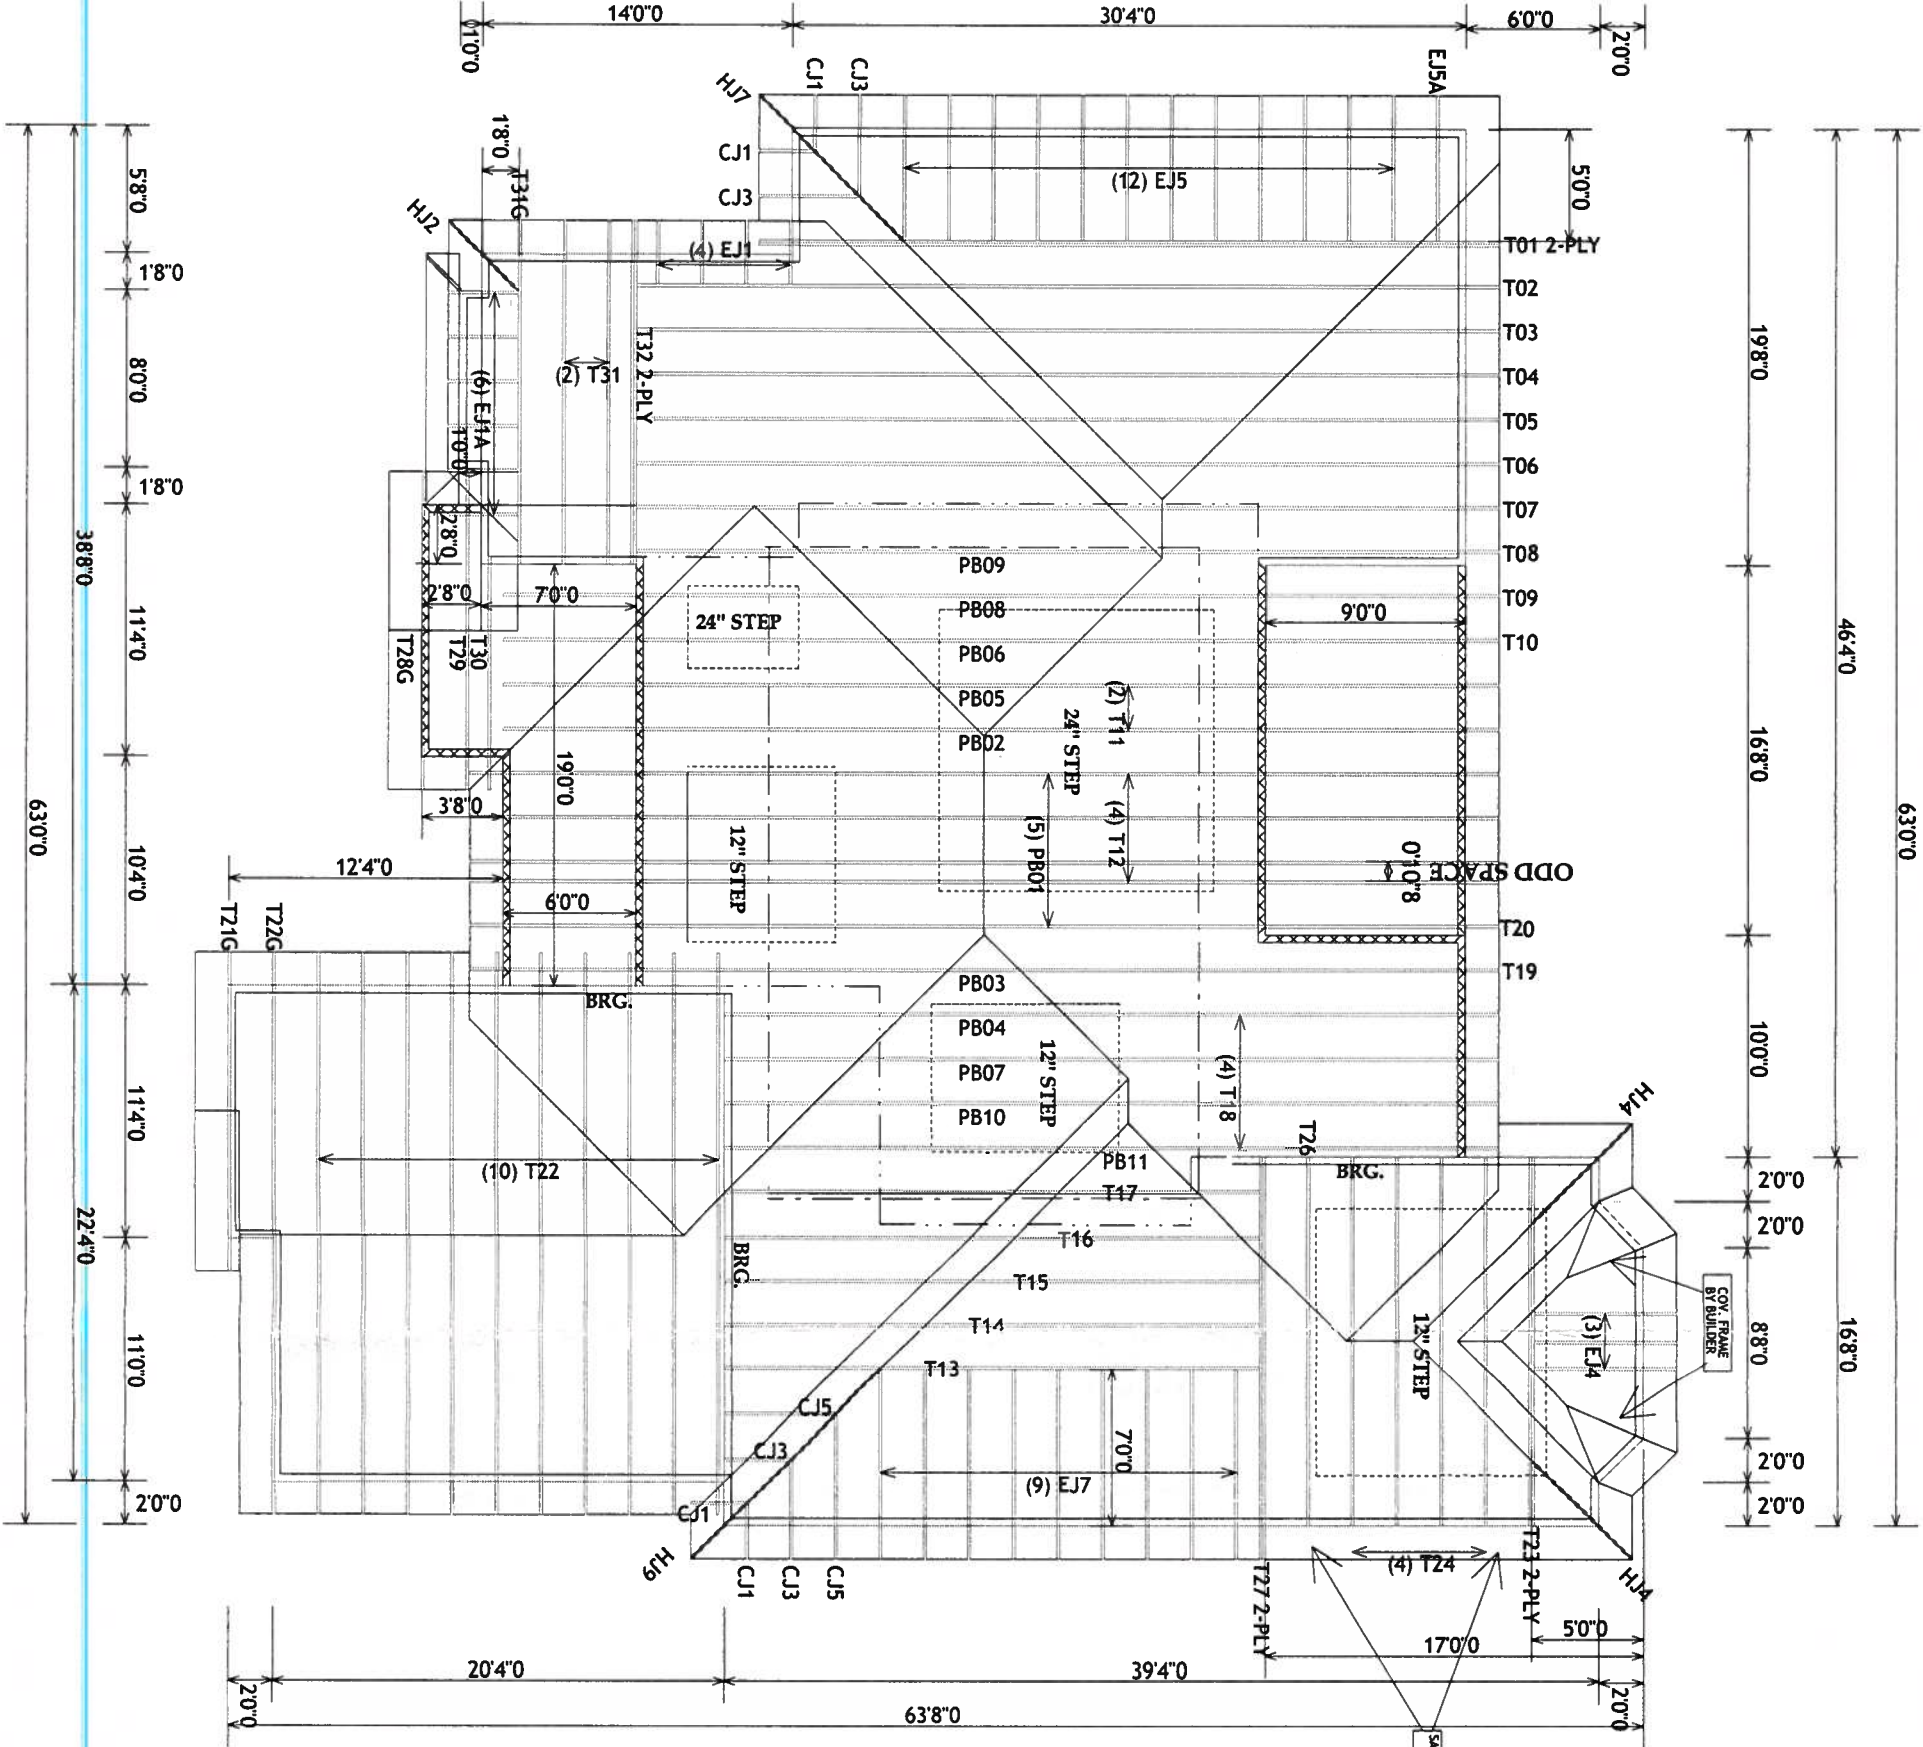 14'0"0
30'4"0
6'0"0
2'0"0
1'0"0
HJ7
CJ1
CJ3
EJ5A
1'8"0
T31G
HJ2
CJ1
CJ3
(12) EJ5
5'0"0
5'8"0
(4) EJ1
T01 2-PLY
1'8"0
T02
T03
T04
T05
T06
T07
T08
T09
T10
19'8"0
8'0"0
(6) EJ1A
1'0"0
(2) T31
T32 2-PLY
1'8"0
2'8"0
38'8"0
63'0"0
11'4"0
2'8"0
7'0"0
24" STEP
PB09
PB08
PB06
PB05
PB02
(2) T11
24" STEP
9'0"0
46'4"0
63'0"0
16'8"0
T28G
T29
T30
19'0"0
3'8"0
12'4"0
10'4"0
6'0"0
12" STEP
(5) PB01
(4) T12
0'10"8
ODD SPACE
T20
T19
T21G
T22G
BRG.
PB03
PB04
PB07
PB10
PB11
12" STEP
(4) T18
T26
BRG.
10'0"0
HJ4
11'4"0
22'4"0
(10) T22
BRG.
T17
T16
T15
T14
T13
2'0"0
2'0"0
8'8"0
16'8"0
COV. FRAME
BY BUILDER
(3) EJ4
12" STEP
11'0"0
2'0"0
CJ5
CJ3
CJ1
HJ9
(9) EJ7
7'0"0
2'0"0
2'0"0
CJ1
CJ3
CJ5
T27 2-PLY
(4) T24
T23 2-PLY
HJ4
5'0"0
17'0"0
2'0"0
20'4"0
39'4"0
2'0"0
63'8"0